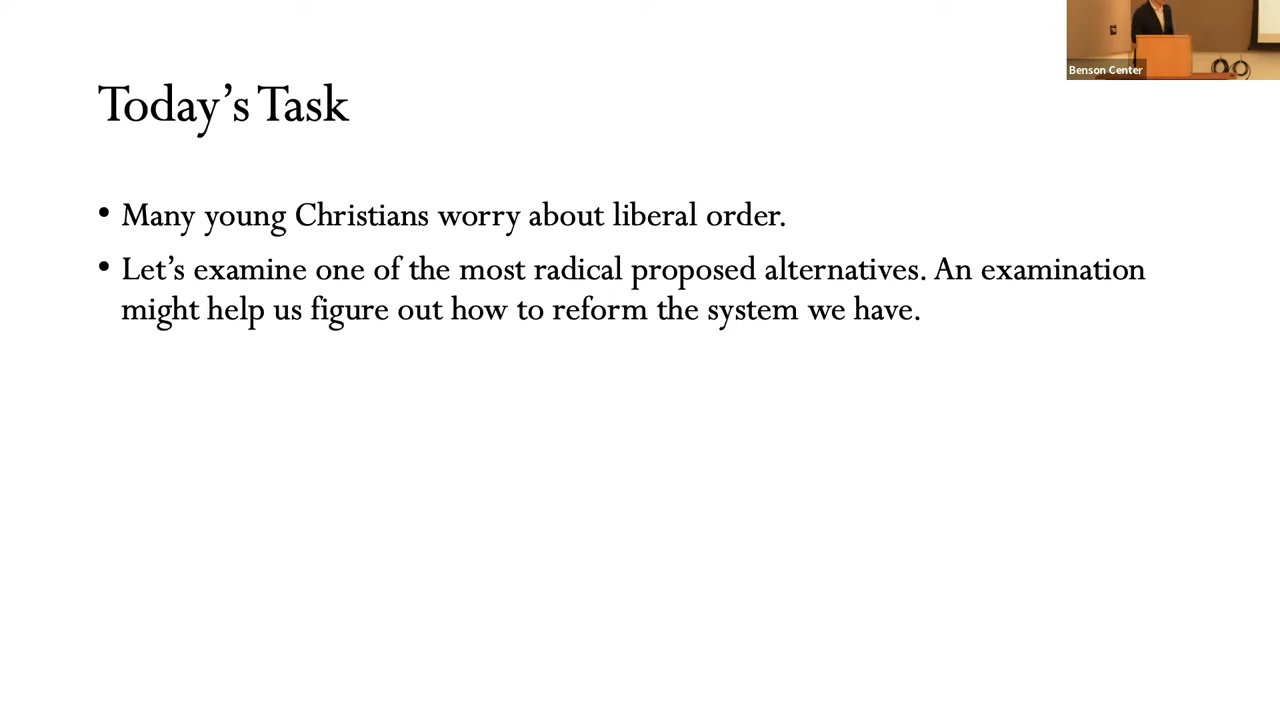 Benson Center
Today's Task
• Many young Christians worry about liberal order.
• Let's examine one of the most radical proposed alternatives. An examination
might help us figure out how to reform the system we have.